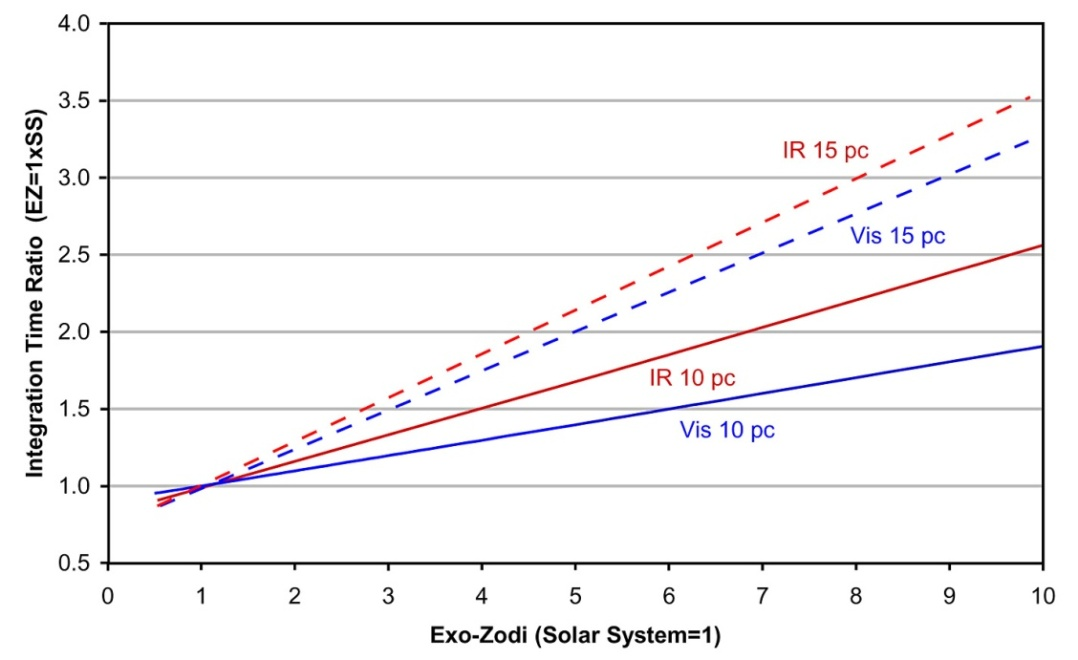 4.0
3.5
3.0
2.5
2.0
1.5
1.0
0.5
Integration Time Ratio (EZ=1xSS)
IR 15 pc
Vis 15 pc
IR 10 pc
Vis 10 pc
0 1 2 3 4 5 6 7 8 9 10
Exo-Zodi (Solar System=1)